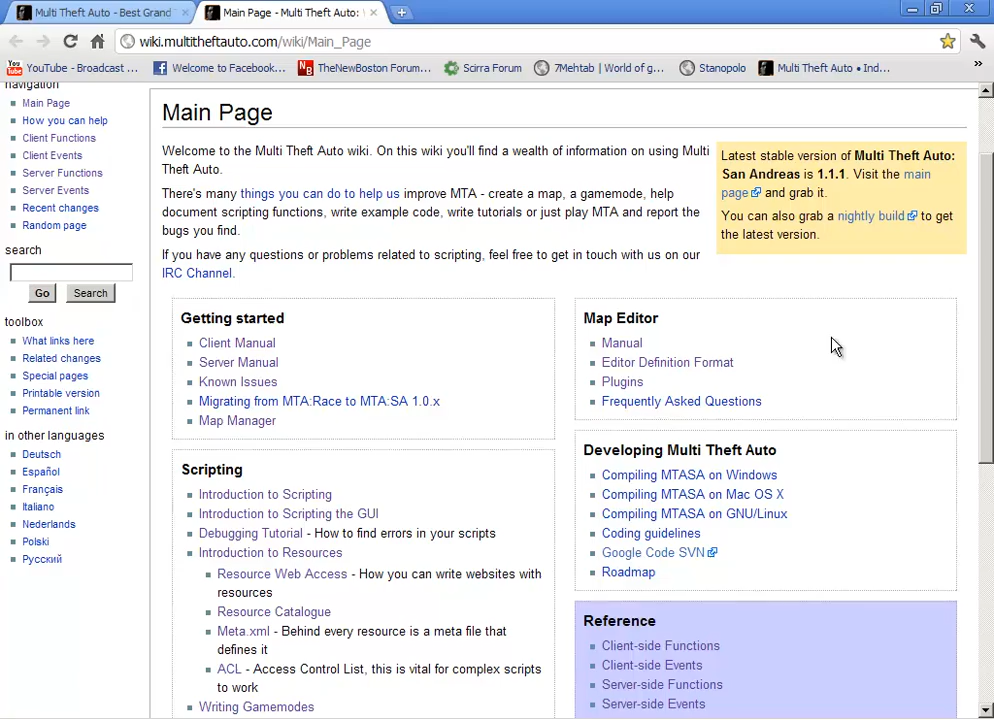 Multi Theft Auto - Best Grand
Main Page - Multi Theft Auto:
wiki.multitheftauto.com/wiki/Main_Page
You Tube
YouTube - Broadcast ...
Welcome to Facebook...
NB
TheNewBoston Forum...
Scirra Forum
7Mehtab | World of g...
Stanopolo
Multi Theft Auto • Ind...
»
navigation
Main Page
How you can help
Client Functions
Client Events
Server Functions
Server Events
Recent changes
Random page
search
Go
Search
toolbox
What links here
Related changes
Special pages
Printable version
Permanent link
in other languages
Deutsch
Español
Français
Italiano
Nederlands
Polski
Русский
Main Page
Welcome to the Multi Theft Auto wiki. On this wiki you'll find a wealth of information on using Multi
Theft Auto.
There's many things you can do to help us improve MTA - create a map, a gamemode, help
document scripting functions, write example code, write tutorials or just play MTA and report the
bugs you find.
If you have any questions or problems related to scripting, feel free to get in touch with us on our
IRC Channel.
Latest stable version of Multi Theft Auto:
San Andreas is 1.1.1. Visit the main
page and grab it.
You can also grab a nightly build to get
the latest version.
Getting started
Client Manual
Server Manual
Known Issues
Migrating from MTA:Race to MTA:SA 1.0.x
Map Manager
Scripting
Introduction to Scripting
Introduction to Scripting the GUI
Debugging Tutorial - How to find errors in your scripts
Introduction to Resources
Resource Web Access - How you can write websites with
resources
Resource Catalogue
Meta.xml - Behind every resource is a meta file that
defines it
ACL - Access Control List, this is vital for complex scripts
to work
Writing Gamemodes
Map Editor
Manual
Editor Definition Format
Plugins
Frequently Asked Questions
Developing Multi Theft Auto
Compiling MTASA on Windows
Compiling MTASA on Mac OS X
Compiling MTASA on GNU/Linux
Coding guidelines
Google Code SVN
Roadmap
Reference
Client-side Functions
Client-side Events
Server-side Functions
Server-side Events